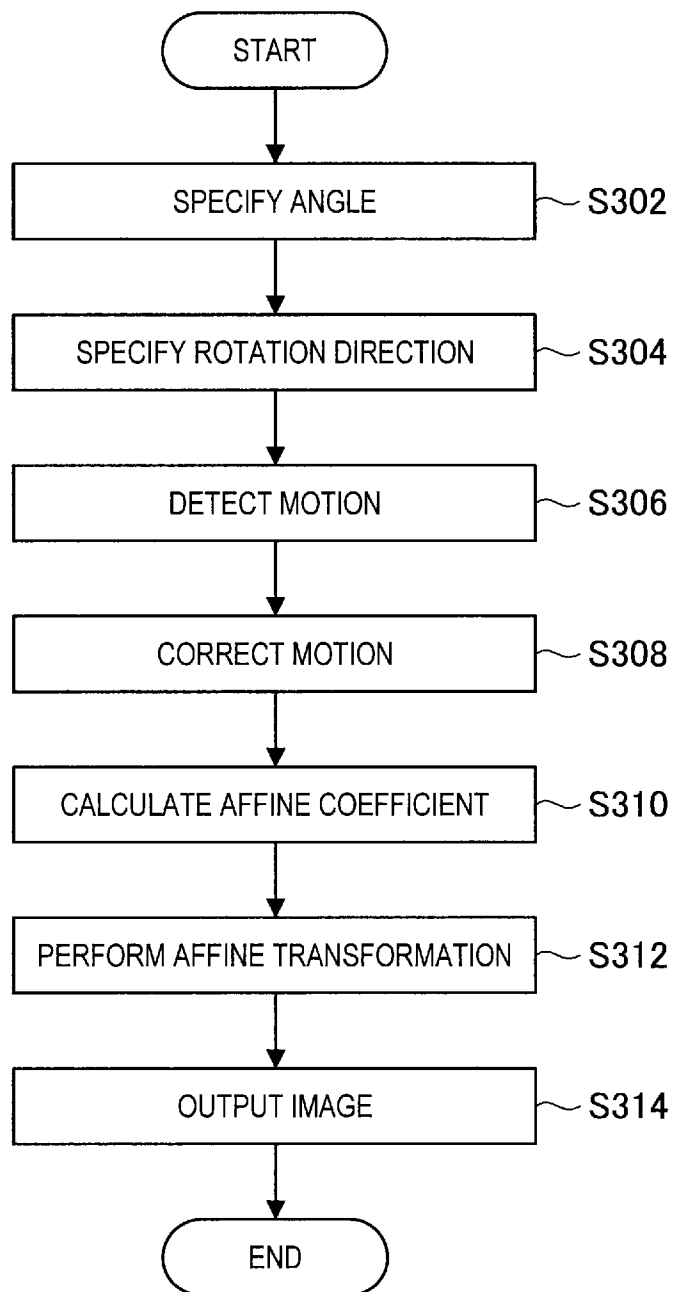 START
SPECIFY ANGLE
S302
SPECIFY ROTATION DIRECTION
S304
DETECT MOTION
S306
CORRECT MOTION
S308
CALCULATE AFFINE COEFFICIENT
S310
PERFORM AFFINE TRANSFORMATION
S312
OUTPUT IMAGE
S314
END